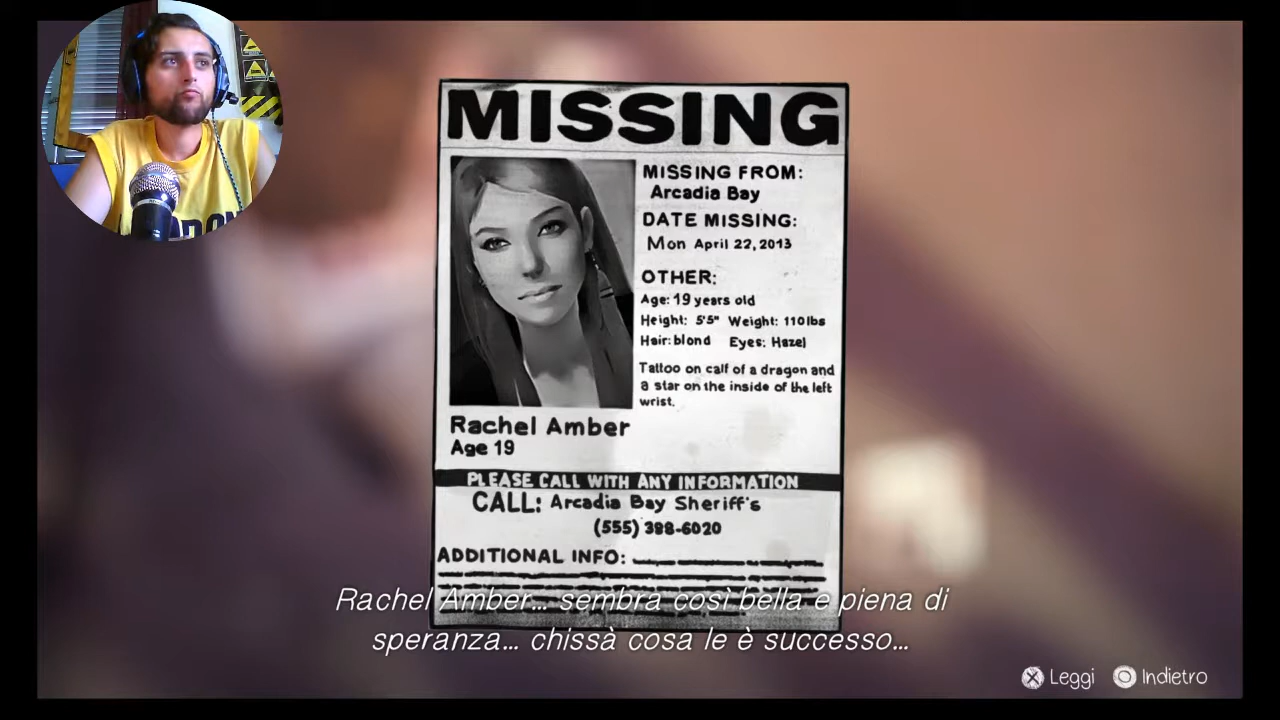 MISSING
MISSING FROM:
Arcadia Bay
DATE MISSING:
Mon April 22, 2013
OTHER:
Age: 19 years old
Height: 5'5" Weight: 110lbs
Hair: blond Eyes: Hazel
Tattoo on calf of a dragon and
a star on the inside of the left
wrist.
Rachel Amber
Age 19
PLEASE CALL WITH ANY INFORMATION
CALL: Arcadia Bay Sheriff's
(555) 388-6020
ADDITIONAL INFO:
Rachel Amber... sembra così bella e piena di
speranza... chissà cosa le è successo...
Leggi Indietro